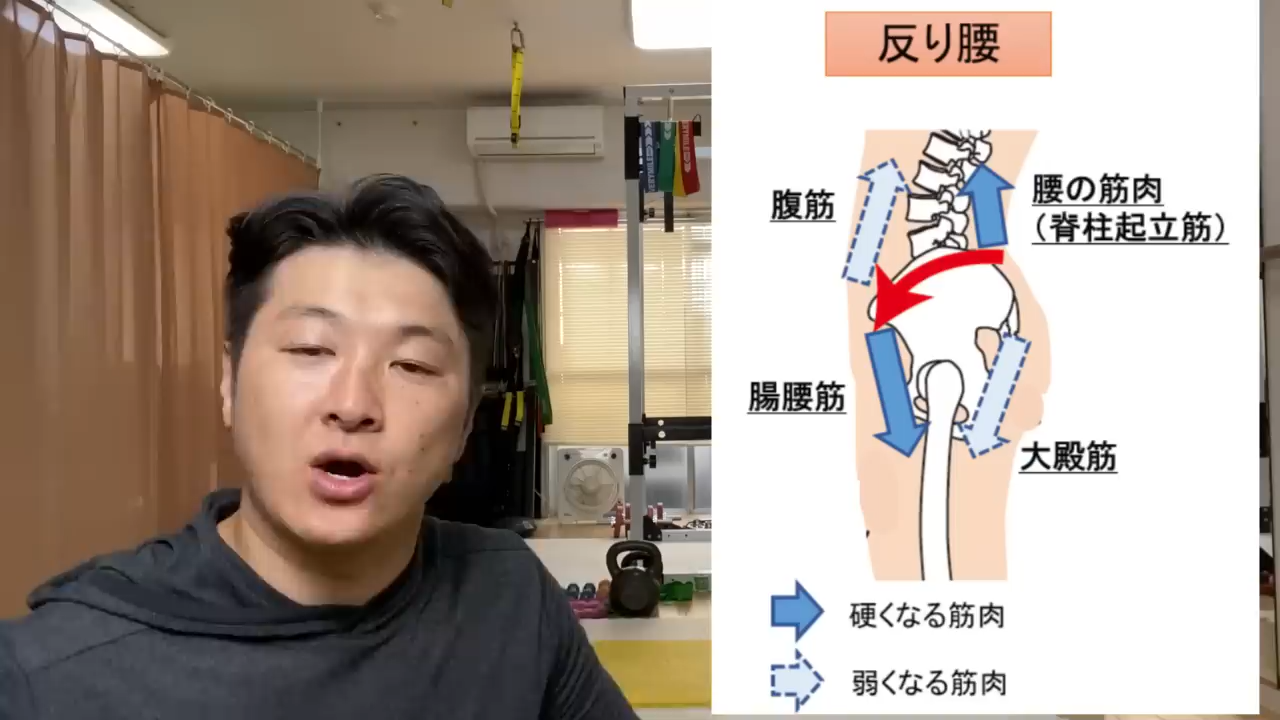 反り腰
腹筋
腰の筋肉
（脊柱起立筋）
腸腰筋
大殿筋
硬くなる筋肉
弱くなる筋肉